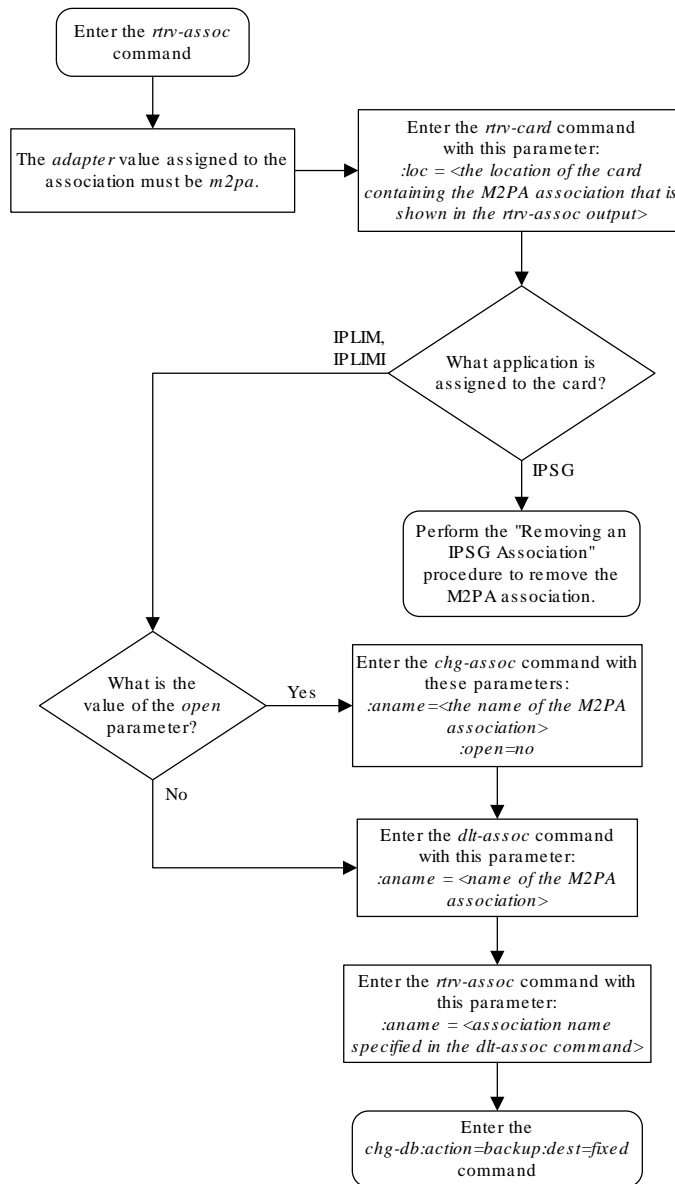 Enter the rtrv-assoc
command
The adapter value assigned to the
association must be m2pa.
Enter the rtrv-card command
with this parameter:
:loc = <the location of the card
containing the M2PA association that is
shown in the rtrv-assoc output>
IPLIM,
IPLIMI
What application is
assigned to the card?
IPSG
Perform the "Removing an
IPSG Association"
procedure to remove the
M2PA association.
What is the
value of the open
parameter?
Yes
No
Enter the chg-assoc command with
these parameters:
:aname=<the name of the M2PA
association>
:open=no
Enter the dlt-assoc command
with this parameter:
:aname = <name of the M2PA
association>
Enter the rtrv-assoc command with
this parameter:
:aname = <association name
specified in the dlt-assoc command>
Enter the
chg-db:action=backup:dest=fixed
command